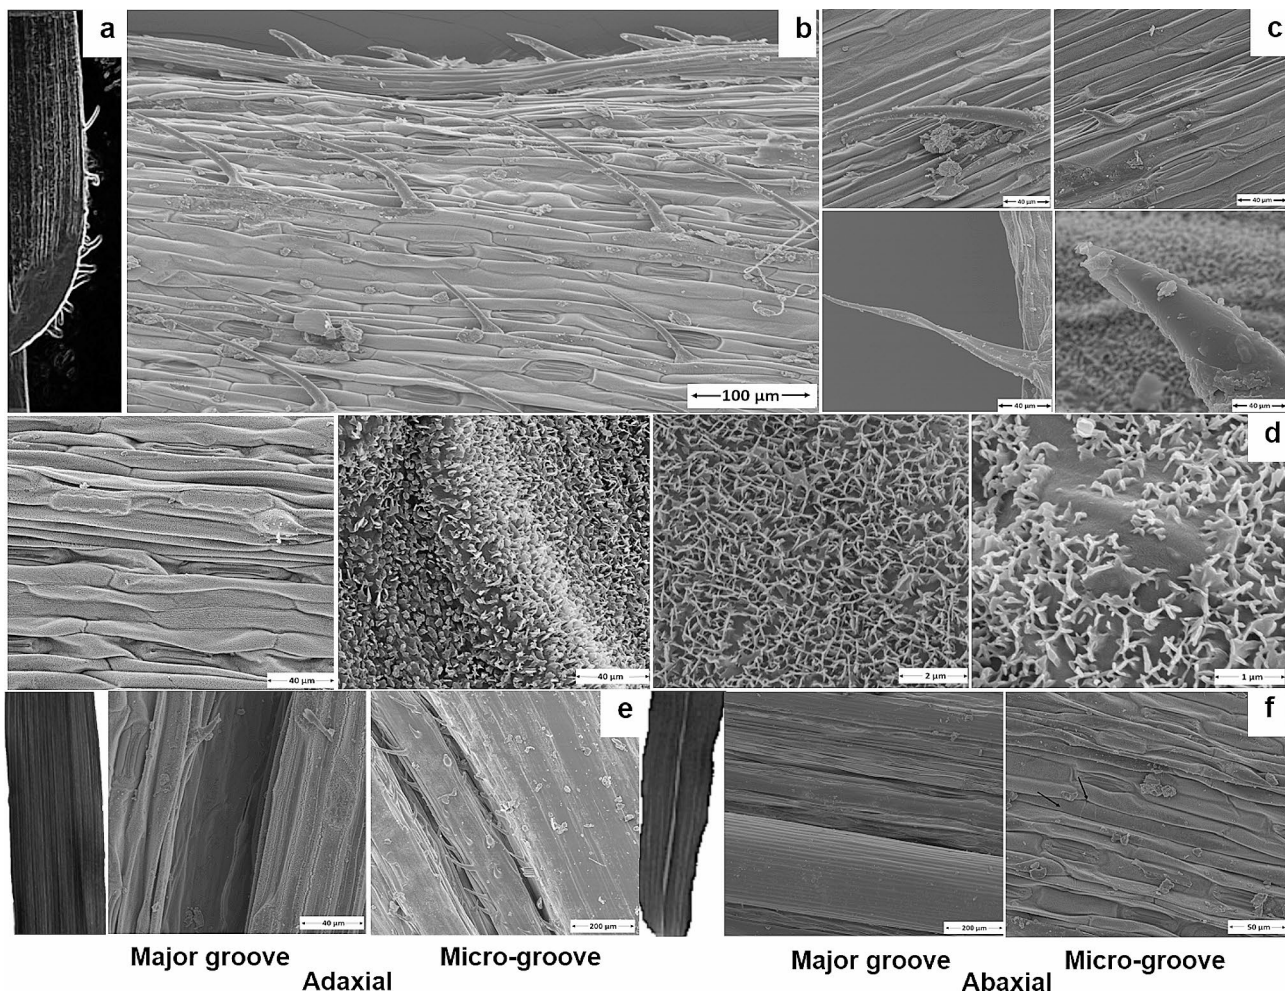 a
b
c
40 µm
40 µm
100 µm
40 µm
40 µm
d
40 µm
40 µm
2 µm
1 µm
e
f
40 µm
200 µm
200 µm
50 µm
Major groove
Micro-groove
Major groove
Micro-groove
Adaxial
Abaxial